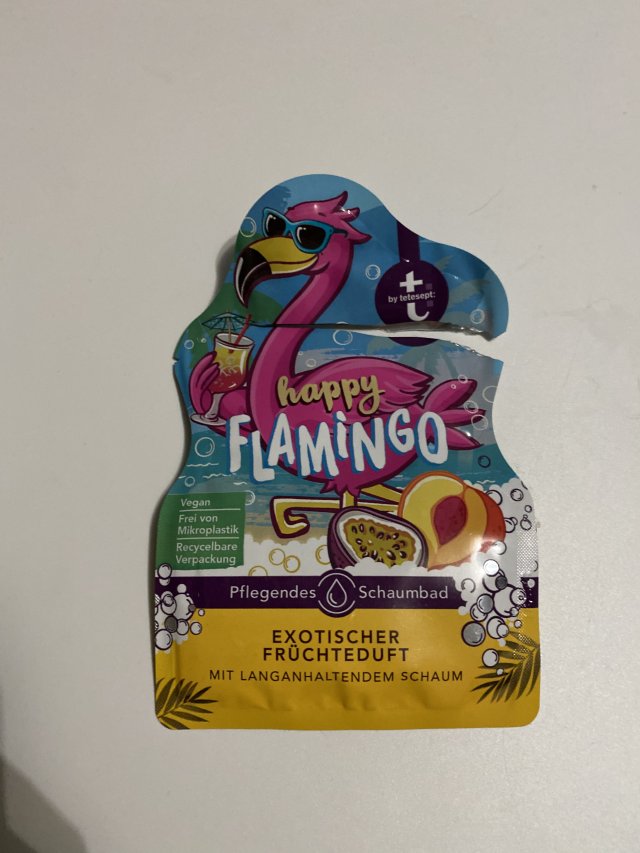 t
by tetesept:
happy
FLAMiNGO
Vegan
Frei von
Mikroplastik
Recycelbare
Verpackung
Pflegendes Schaumbad
EXOTISCHER
FRÜCHTEDUFT
MIT LANGANHALTENDEM SCHAUM